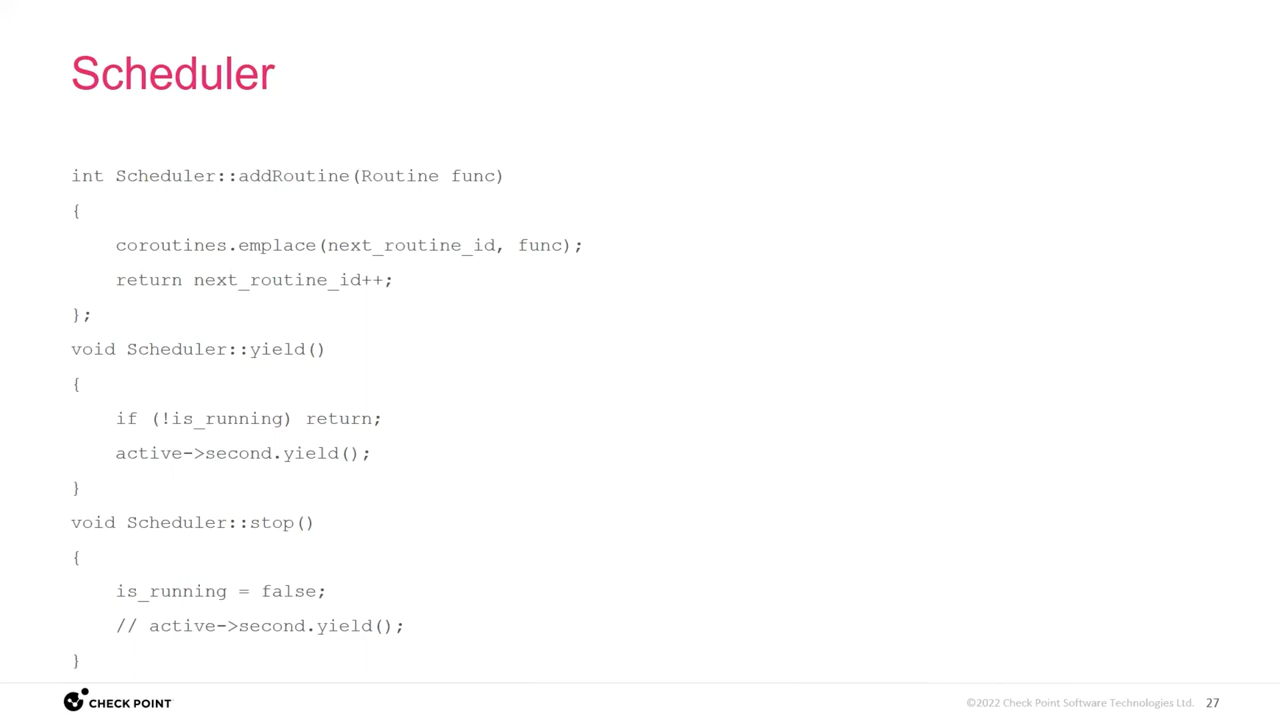 Scheduler
int Scheduler::addRoutine(Routine func)
{
    coroutines.emplace(next_routine_id, func);
    return next_routine_id++;
};
void Scheduler::yield()
{
    if (!is_running) return;
    active->second.yield();
}
void Scheduler::stop()
{
    is_running = false;
    // active->second.yield();
}
CHECK POINT
©2022 Check Point Software Technologies Ltd. 27